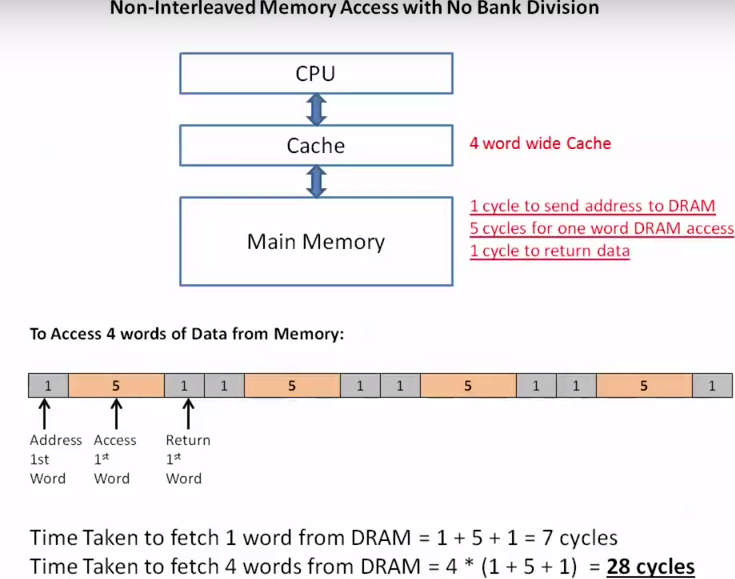 Non-Interleaved Memory Access with No Bank Division
CPU
Cache
4 word wide Cache
Main Memory
1 cycle to send address to DRAM
5 cycles for one word DRAM access
1 cycle to return data
To Access 4 words of Data from Memory:
1 5 1 1 5 1 1 5 1 1 5 1
Address Access Return
1st 1st 1st
Word Word Word
Time Taken to fetch 1 word from DRAM = 1 + 5 + 1 = 7 cycles
Time Taken to fetch 4 words from DRAM = 4 * (1 + 5 + 1) = 28 cycles